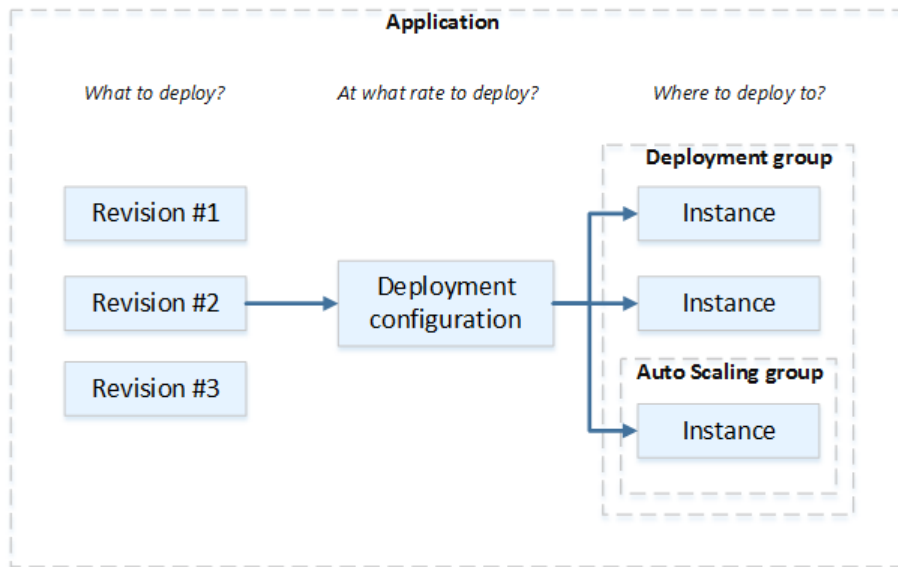 Application
What to deploy?
At what rate to deploy?
Where to deploy to?
Deployment group
Revision #1
Instance
Revision #2
Deployment
configuration
Instance
Auto Scaling group
Revision #3
Instance